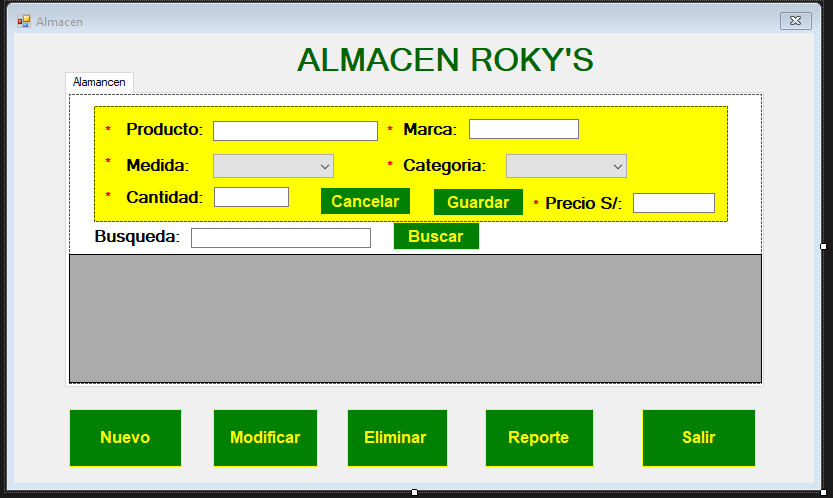 Almacen
ALMACEN ROKY'S
Alamancen
* Producto: * Marca:
* Medida: * Categoria:
* Cantidad: Cancelar Guardar * Precio S/:
Busqueda: Buscar
Nuevo Modificar Eliminar Reporte Salir